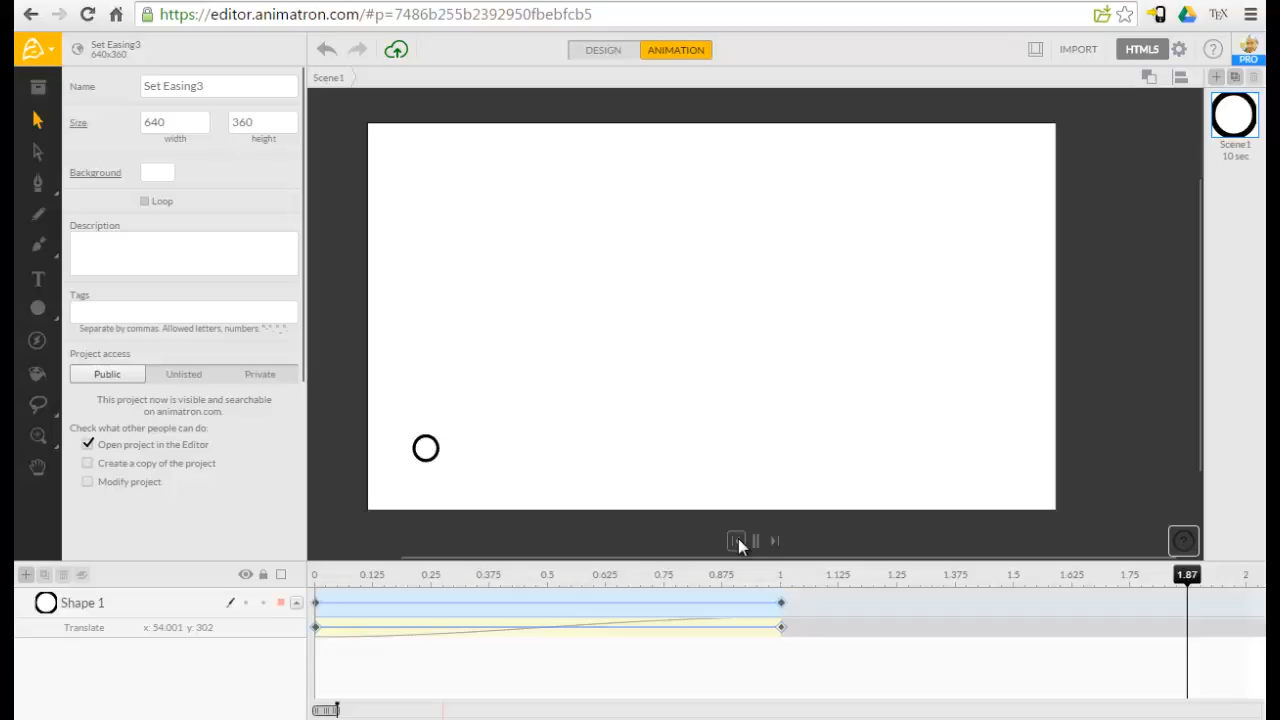 https://editor.animatron.com/#p=7486b255b2392950fbebfcb5
TEX
Set Easing3
640x360
DESIGN
ANIMATION
IMPORT
HTML5
?
PRO
Scene1
Name
Set Easing3
Size
640
360
width
height
Background
Loop
Description
Tags
Separate by commas. Allowed letters, numbers, "-", "_".
Project access
Public
Unlisted
Private
This project now is visible and searchable
on animatron.com.
Check what other people can do:
Open project in the Editor
Create a copy of the project
Modify project
T
Scene1
10 sec
?
0
0.125
0.25
0.375
0.5
0.625
0.75
0.875
1
1.125
1.25
1.375
1.5
1.625
1.75
1.87
2
Shape 1
Translate
x: 54.001 y: 302